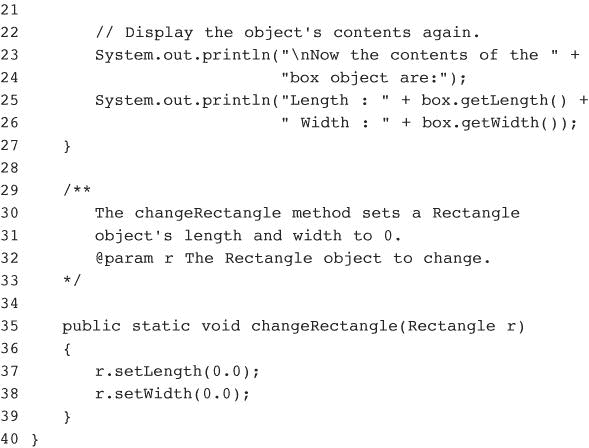 21
22       // Display the object's contents again.
23       System.out.println("\nNow the contents of the " +
24                          "box object are:");
25       System.out.println("Length : " + box.getLength() +
26                          " Width : " + box.getWidth());
27    }
28
29    /**
30       The changeRectangle method sets a Rectangle
31       object's length and width to 0.
32       @param r The Rectangle object to change.
33    */
34
35    public static void changeRectangle(Rectangle r)
36    {
37       r.setLength(0.0);
38       r.setWidth(0.0);
39    }
40 }